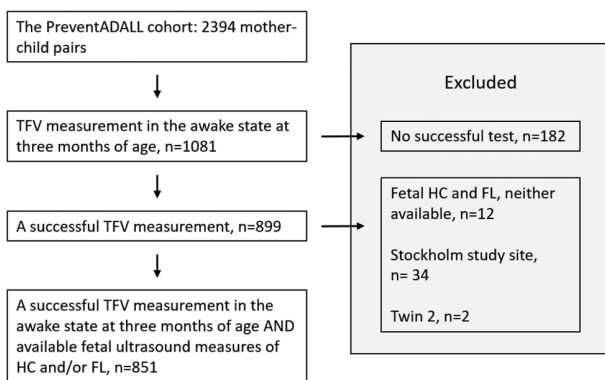 The PreventADALL cohort: 2394 mother-
child pairs
TFV measurement in the awake state at
three months of age, n=1081
A successful TFV measurement, n=899
A successful TFV measurement in the
awake state at three months of age AND
available fetal ultrasound measures of
HC and/or FL, n=851
Excluded
No successful test, n=182
Fetal HC and FL, neither
available, n=12
Stockholm study site,
n= 34
Twin 2, n=2